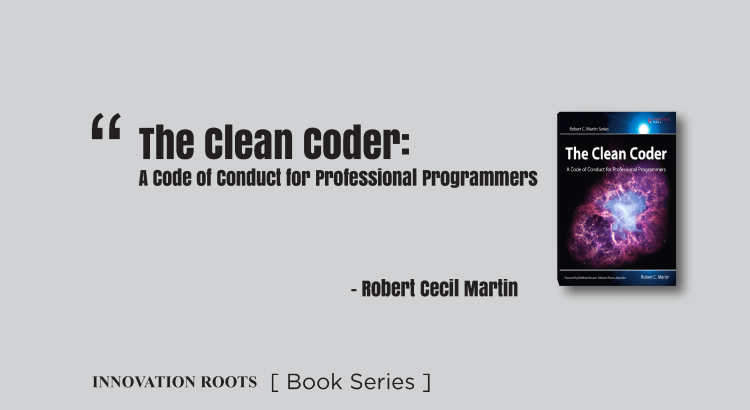 “
The Clean Coder:
A Code of Conduct for Professional Programmers
- Robert Cecil Martin
Robert C. Martin Series
The Clean Coder
A Code of Conduct for Professional Programmers
Robert C. Martin
INNOVATION ROOTS [ Book Series ]